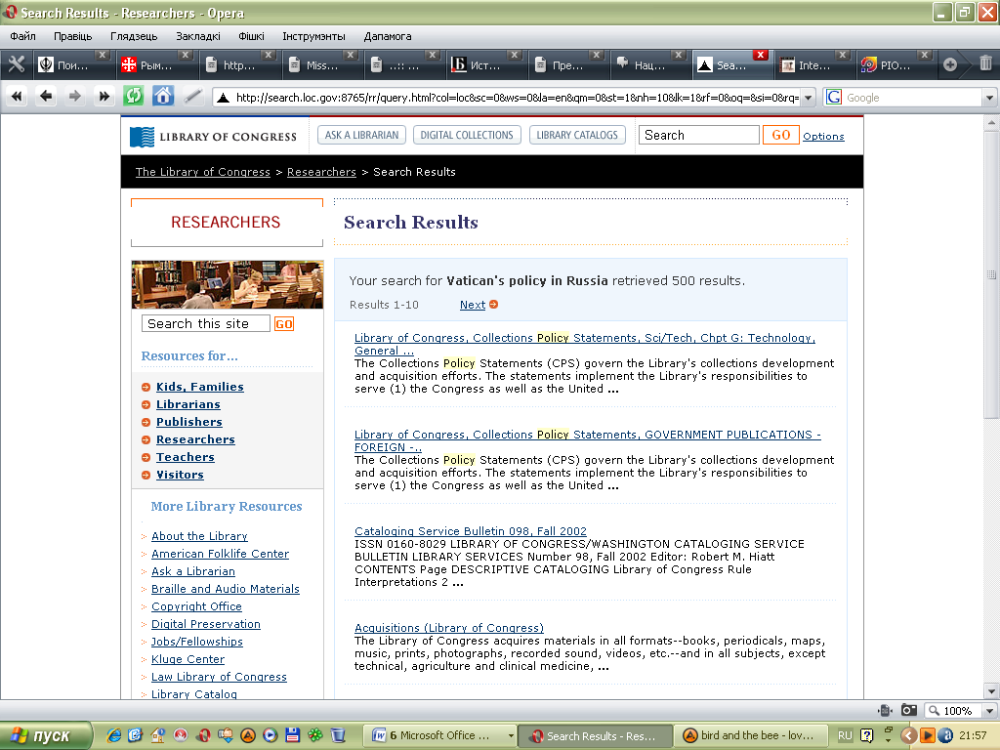 Search Results - Researchers - Opera
Файл Правіць Глядзець Закладкі Фішкі Інструмэнты Дапамога
Пои... Рым... http... Miss... ..:: ... Ист... Пре... Нац... Sea... Inte... PIO...
http://search.loc.gov:8765/rr/query.html?col=loc&sc=0&ws=0&la=en&qm=0&st=1&nh=10&lk=1&rf=0&oq=&si=0&rq= Google
LIBRARY OF CONGRESS ASK A LIBRARIAN DIGITAL COLLECTIONS LIBRARY CATALOGS Search GO Options
The Library of Congress > Researchers > Search Results
RESEARCHERS
Search this site GO
Resources for...
Kids, Families
Librarians
Publishers
Researchers
Teachers
Visitors
More Library Resources
About the Library
American Folklife Center
Ask a Librarian
Braille and Audio Materials
Copyright Office
Digital Preservation
Jobs/Fellowships
Kluge Center
Law Library of Congress
Library Catalog
Search Results
Your search for Vatican's policy in Russia retrieved 500 results.
Results 1-10 Next
Library of Congress, Collections Policy Statements, Sci/Tech, Chpt G: Technology,
General ...
The Collections Policy Statements (CPS) govern the Library's collections development
and acquisition efforts. The statements implement the Library's responsibilities to
serve (1) the Congress as well as the United ...
Library of Congress, Collections Policy Statements, GOVERNMENT PUBLICATIONS -
FOREIGN -..
The Collections Policy Statements (CPS) govern the Library's collections development
and acquisition efforts. The statements implement the Library's responsibilities to
serve (1) the Congress as well as the United ...
Cataloging Service Bulletin 098, Fall 2002
ISSN 0160-8029 LIBRARY OF CONGRESS/WASHINGTON CATALOGING SERVICE
BULLETIN LIBRARY SERVICES Number 98, Fall 2002 Editor: Robert M. Hiatt
CONTENTS Page DESCRIPTIVE CATALOGING Library of Congress Rule
Interpretations 2 ...
Acquisitions (Library of Congress)
The Library of Congress acquires materials in all formats--books, periodicals, maps,
music, prints, photographs, recorded sound, videos, etc.--and in all subjects, except
technical, agriculture and clinical medicine, ...
100%
пуск 6 Microsoft Office ... Search Results - Res... bird and the bee - lov... RU 21:57